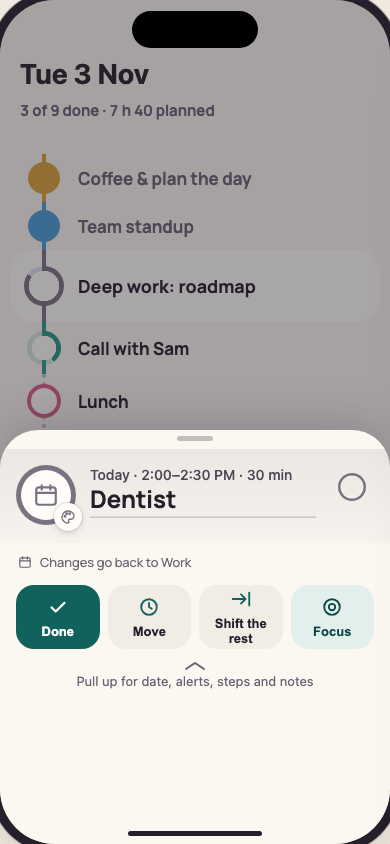 Tue 3 Nov
3 of 9 done · 7 h 40 planned
Coffee & plan the day
Team standup
Deep work: roadmap
Call with Sam
Lunch
Today · 2:00–2:30 PM · 30 min
Dentist
Changes go back to Work
Done
Move
Shift the
rest
Focus
Pull up for date, alerts, steps and notes